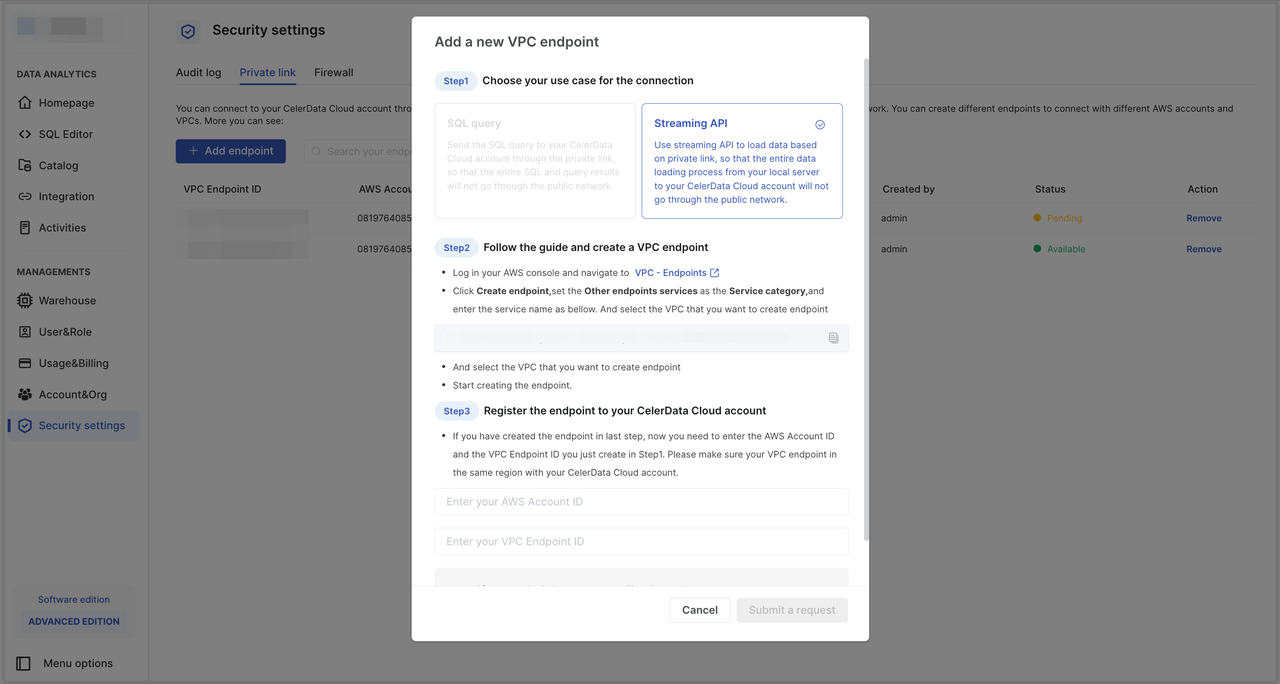 DATA ANALYTICS
Homepage
SQL Editor
Catalog
Integration
Activities
MANAGEMENTS
Warehouse
User&Role
Usage&Billing
Account&Org
Security settings
Software edition
ADVANCED EDITION
Menu options
Security settings
Audit log Private link Firewall
You can connect to your CelerData Cloud account thro
work. You can create different endpoints to connect with different AWS accounts and
VPCs. More you can see:
+ Add endpoint
Search your endp
VPC Endpoint ID AWS Accou Created by Status Action
0819764085 admin Pending Remove
0819764085 admin Available Remove
Add a new VPC endpoint
Step1 Choose your use case for the connection
SQL query
Send the SQL query to your CelerData
Cloud account through the private link,
so that the entire SQL and query results
will not go through the public network.
Streaming API
Use streaming API to load data based
on private link, so that the entire data
loading process from your local server
to your CelerData Cloud account will not
go through the public network.
Step2 Follow the guide and create a VPC endpoint
• Log in your AWS console and navigate to VPC - Endpoints
• Click Create endpoint,set the Other endpoints services as the Service category,and
enter the service name as bellow. And select the VPC that you want to create endpoint
• And select the VPC that you want to create endpoint
• Start creating the endpoint.
Step3 Register the endpoint to your CelerData Cloud account
• If you have created the endpoint in last step, now you need to enter the AWS Account ID
and the VPC Endpoint ID you just create in Step1. Please make sure your VPC endpoint in
the same region with your CelerData Cloud account.
Enter your AWS Account ID
Enter your VPC Endpoint ID
Cancel Submit a request